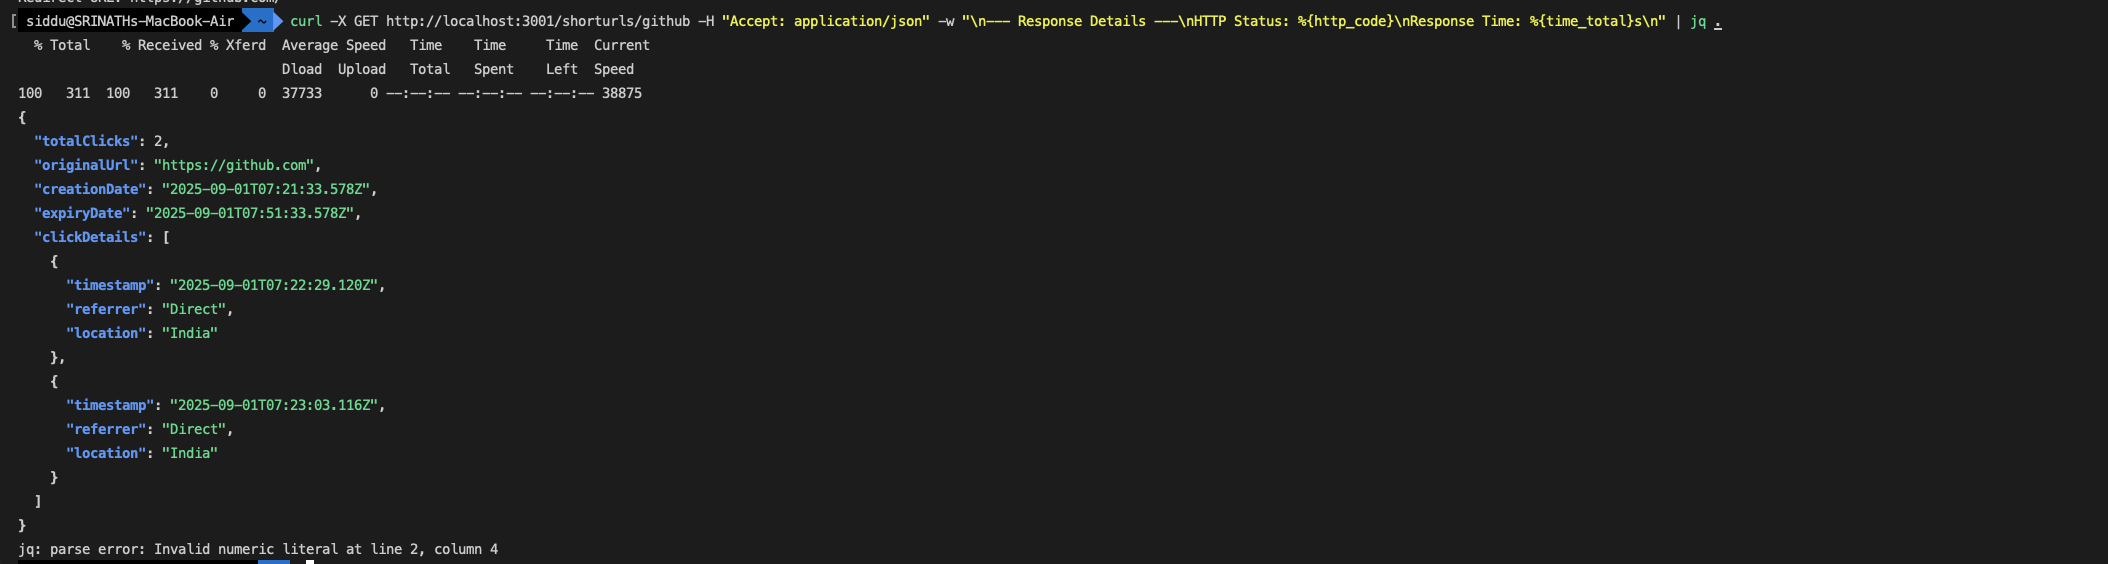 [ siddu@SRINATHs-MacBook-Air ~ curl -X GET http://localhost:3001/shorturls/github -H "Accept: application/json" -w "\n--- Response Details ---\nHTTP Status: %{http_code}\nResponse Time: %{time_total}s\n" | jq .
  % Total    % Received % Xferd  Average Speed   Time    Time     Time  Current
                                 Dload  Upload   Total   Spent    Left  Speed
100   311  100   311    0     0  37733      0 --:--:-- --:--:-- --:--:-- 38875
{
  "totalClicks": 2,
  "originalUrl": "https://github.com",
  "creationDate": "2025-09-01T07:21:33.578Z",
  "expiryDate": "2025-09-01T07:51:33.578Z",
  "clickDetails": [
    {
      "timestamp": "2025-09-01T07:22:29.120Z",
      "referrer": "Direct",
      "location": "India"
    },
    {
      "timestamp": "2025-09-01T07:23:03.116Z",
      "referrer": "Direct",
      "location": "India"
    }
  ]
}
jq: parse error: Invalid numeric literal at line 2, column 4